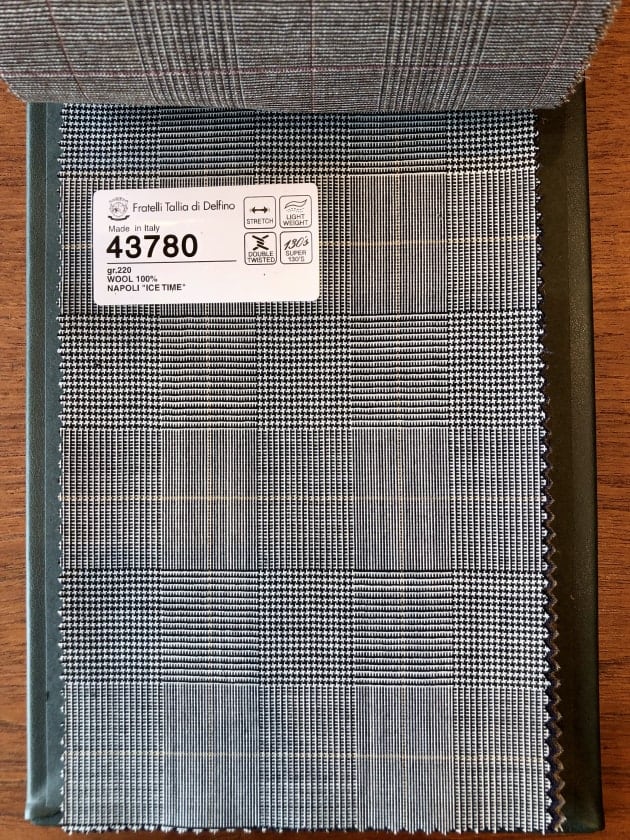 Fratelli Tallia di Delfino
Made in Italy
43780
gr.220
WOOL 100%
NAPOLI "ICE TIME"
STRETCH
LIGHT
WEIGHT
DOUBLE
TWISTED
130's
SUPER
130'S